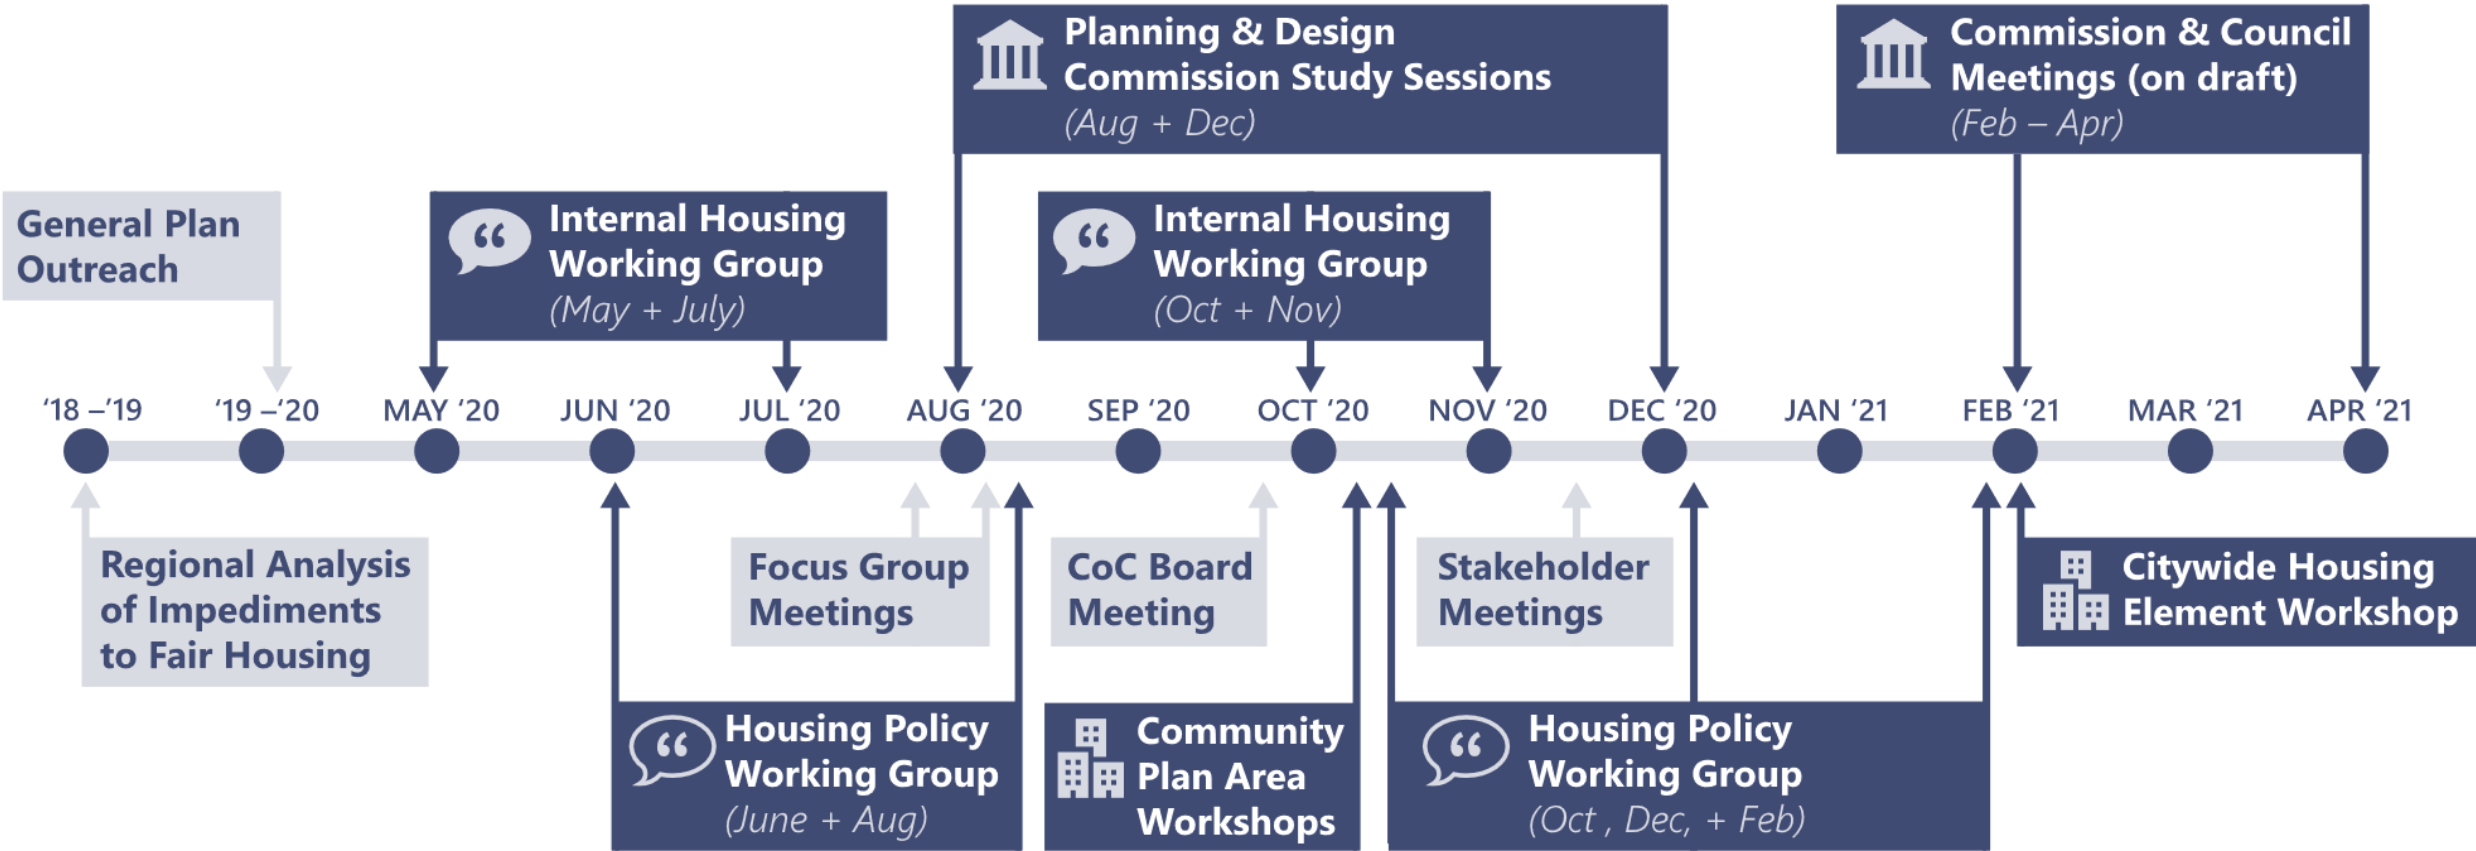 Planning & Design
Commission Study Sessions
(Aug + Dec)
Commission & Council
Meetings (on draft)
(Feb – Apr)
General Plan
Outreach
Internal Housing
Working Group
(May + July)
Internal Housing
Working Group
(Oct + Nov)
‘18 –‘19
‘19 –‘20
MAY ‘20
JUN ‘20
JUL ‘20
AUG ‘20
SEP ‘20
OCT ‘20
NOV ‘20
DEC ‘20
JAN ‘21
FEB ‘21
MAR ‘21
APR ‘21
Regional Analysis
of Impediments
to Fair Housing
Focus Group
Meetings
CoC Board
Meeting
Stakeholder
Meetings
Citywide Housing
Element Workshop
Housing Policy
Working Group
(June + Aug)
Community
Plan Area
Workshops
Housing Policy
Working Group
(Oct , Dec, + Feb)